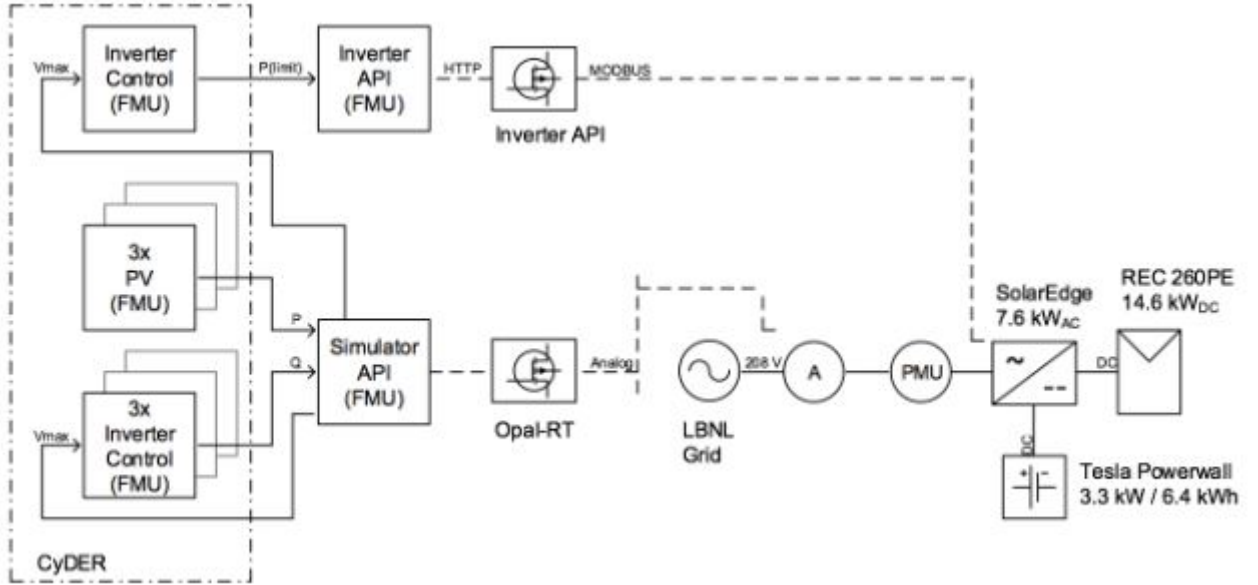 Inverter
Control
(FMU)
Vmax
P(limit)
Inverter
API
(FMU)
HTTP
MODBUS
Inverter API
3x
PV
(FMU)
P
Q
Simulator
API
(FMU)
3x
Inverter
Control
(FMU)
Vmax
Opal-RT
Analog
208 V
LBNL
Grid
A
PMU
SolarEdge
7.6 kWAC
DC
REC 260PE
14.6 kWDC
DC
Tesla Powerwall
3.3 kW / 6.4 kWh
CyDER